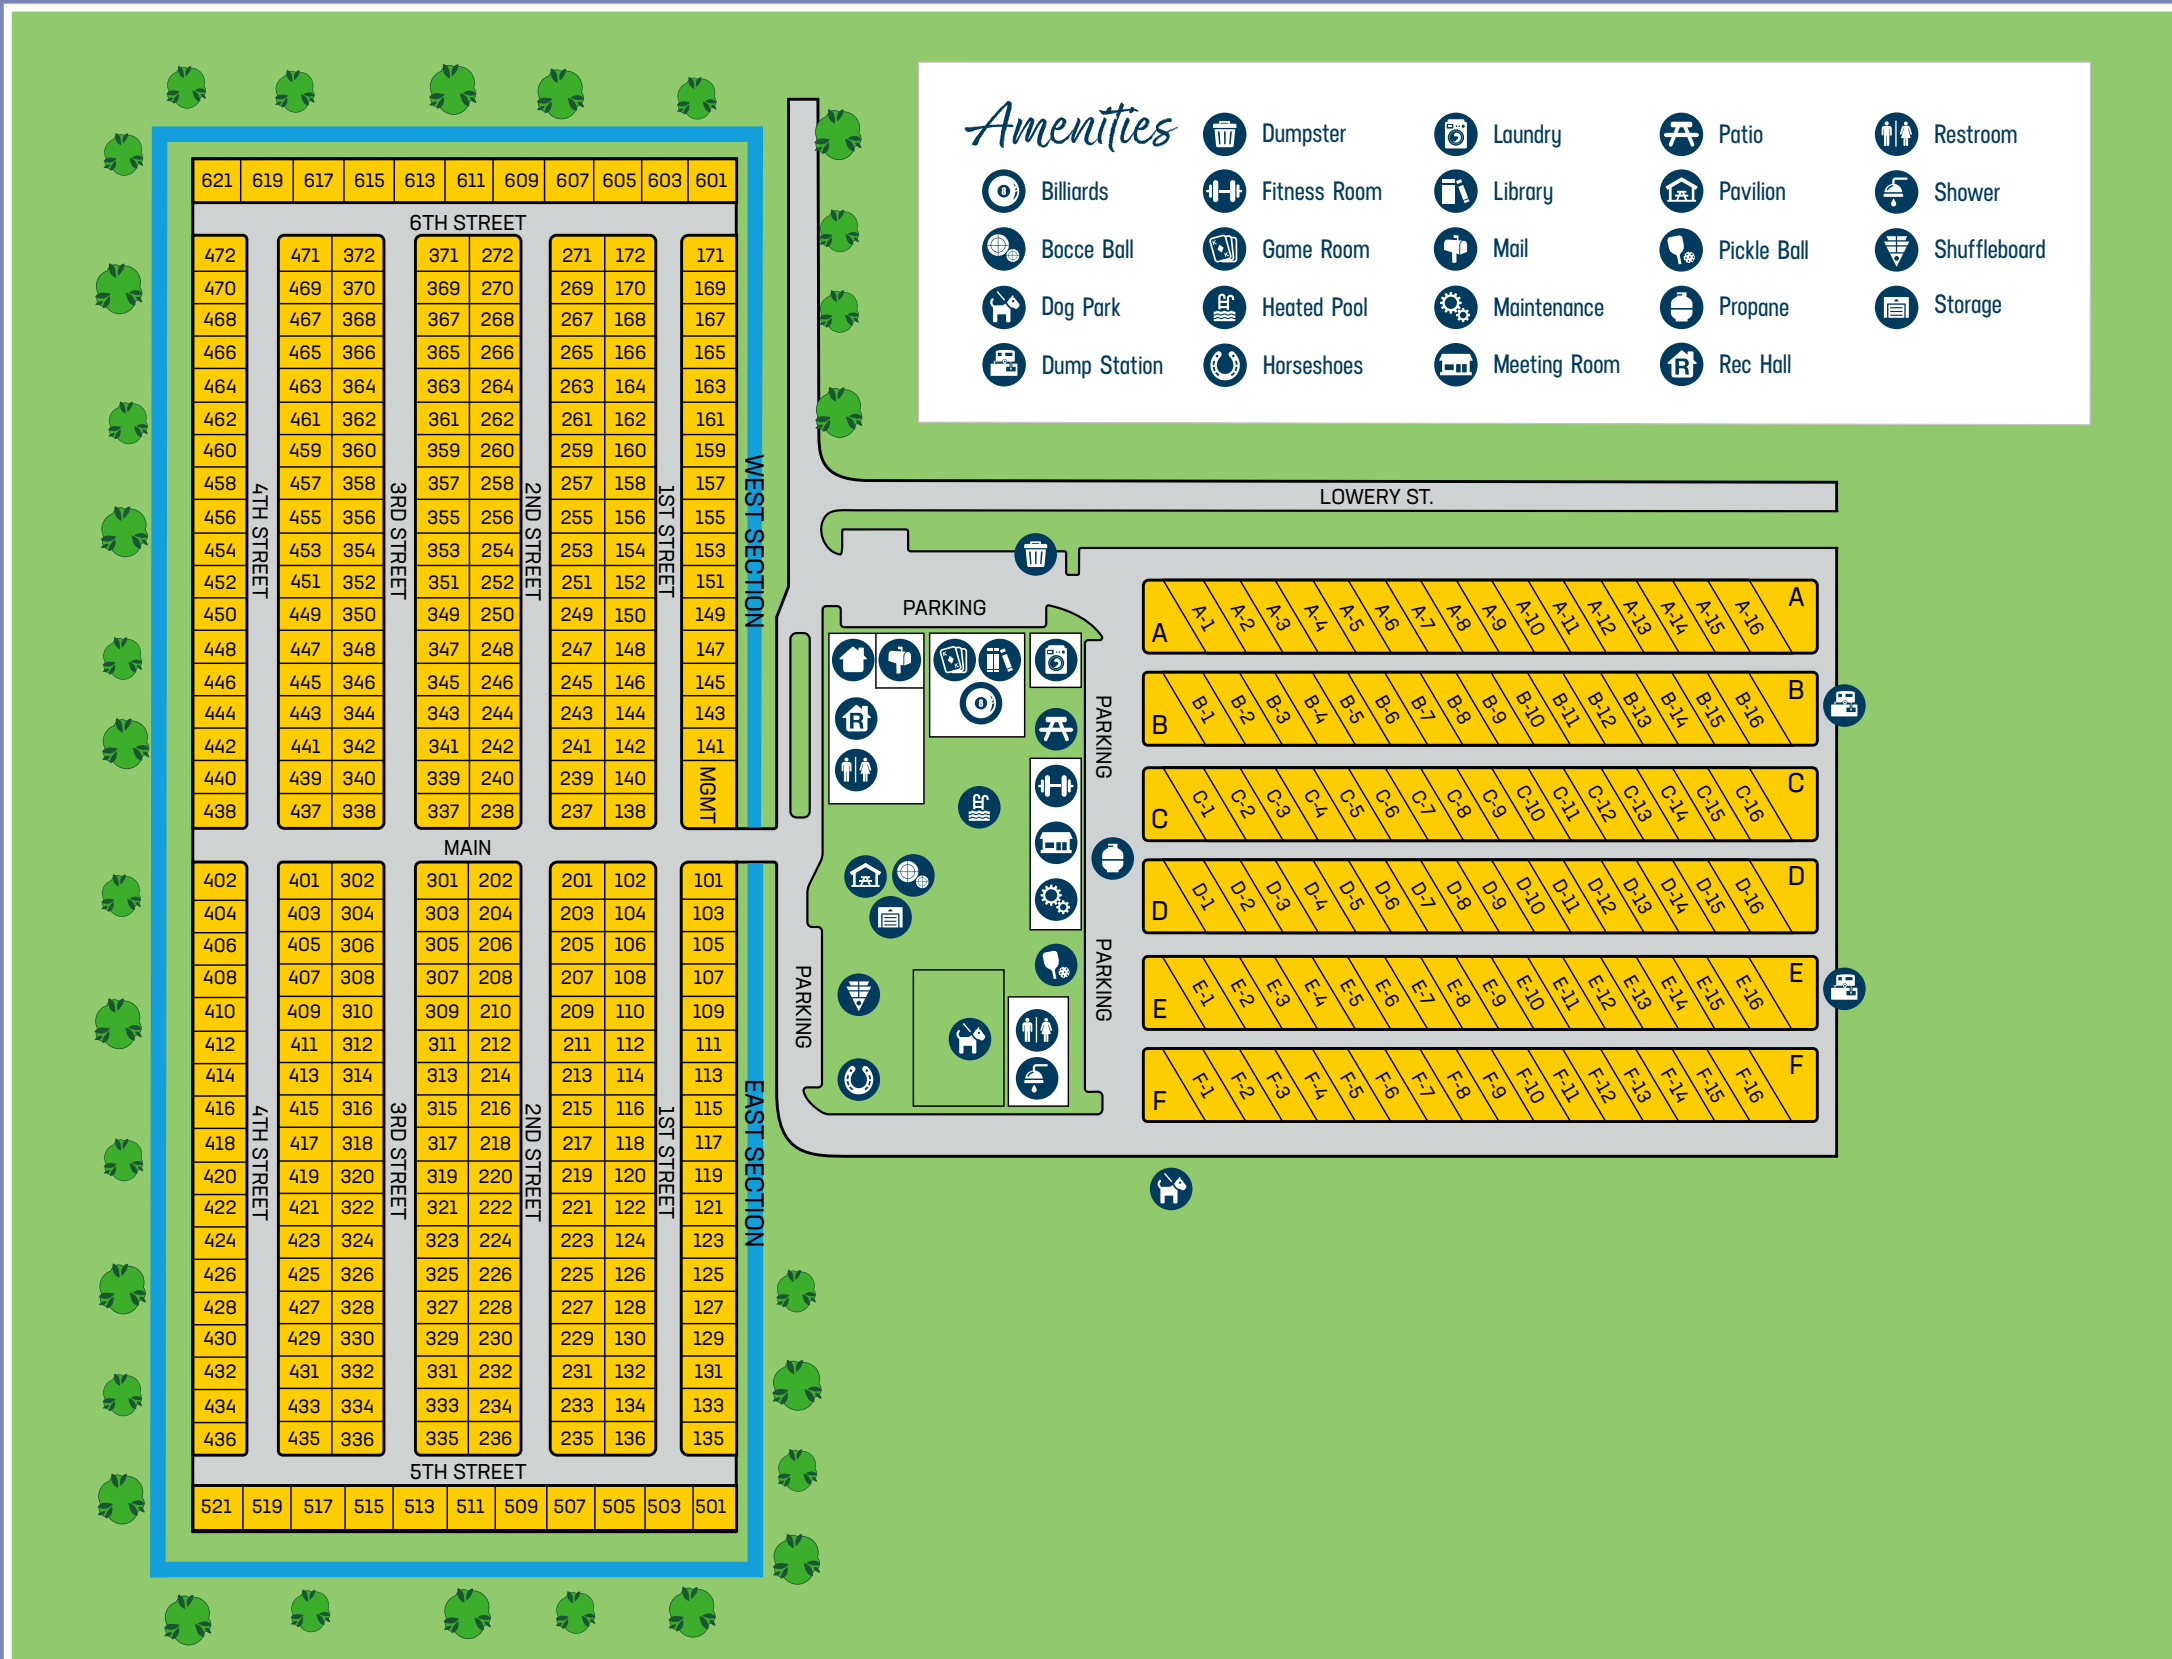 Amenities
Billiards
Bocce Ball
Dog Park
Dump Station
Dumpster
Fitness Room
Game Room
Heated Pool
Horseshoes
Laundry
Library
Mail
Maintenance
Meeting Room
Patio
Pavilion
Pickle Ball
Propane
Rec Hall
Restroom
Shower
Shuffleboard
Storage
621 619 617 615 613 611 609 607 605 603 601
6TH STREET
472 471 372 371 272 271 172 171
470 469 370 369 270 269 170 169
468 467 368 367 268 267 168 167
466 465 366 365 266 265 166 165
464 463 364 363 264 263 164 163
462 461 362 361 262 261 162 161
460 459 360 359 260 259 160 159
458 457 358 357 258 257 158 157
456 455 356 355 256 255 156 155
454 453 354 353 254 253 154 153
452 451 352 351 252 251 152 151
450 449 350 349 250 249 150 149
448 447 348 347 248 247 148 147
446 445 346 345 246 245 146 145
444 443 344 343 244 243 144 143
442 441 342 341 242 241 142 141
440 439 340 339 240 239 140 MGMT
438 437 338 337 238 237 138
4TH STREET
3RD STREET
2ND STREET
1ST STREET
WEST SECTION
MAIN
402 401 302 301 202 201 102 101
404 403 304 303 204 203 104 103
406 405 306 305 206 205 106 105
408 407 308 307 208 207 108 107
410 409 310 309 210 209 110 109
412 411 312 311 212 211 112 111
414 413 314 313 214 213 114 113
416 415 316 315 216 215 116 115
418 417 318 317 218 217 118 117
420 419 320 319 220 219 120 119
422 421 322 321 222 221 122 121
424 423 324 323 224 223 124 123
426 425 326 325 226 225 126 125
428 427 328 327 228 227 128 127
430 429 330 329 230 229 130 129
432 431 332 331 232 231 132 131
434 433 334 333 234 233 134 133
436 435 336 335 236 235 136 135
4TH STREET
3RD STREET
2ND STREET
1ST STREET
EAST SECTION
5TH STREET
521 519 517 515 513 511 509 507 505 503 501
LOWERY ST.
PARKING
PARKING
PARKING
PARKING
R
8
A A-1 A-2 A-3 A-4 A-5 A-6 A-7 A-8 A-9 A-10 A-11 A-12 A-13 A-14 A-15 A-16 A
B B-1 B-2 B-3 B-4 B-5 B-6 B-7 B-8 B-9 B-10 B-11 B-12 B-13 B-14 B-15 B-16 B
C C-1 C-2 C-3 C-4 C-5 C-6 C-7 C-8 C-9 C-10 C-11 C-12 C-13 C-14 C-15 C-16 C
D D-1 D-2 D-3 D-4 D-5 D-6 D-7 D-8 D-9 D-10 D-11 D-12 D-13 D-14 D-15 D-16 D
E E-1 E-2 E-3 E-4 E-5 E-6 E-7 E-8 E-9 E-10 E-11 E-12 E-13 E-14 E-15 E-16 E
F F-1 F-2 F-3 F-4 F-5 F-6 F-7 F-8 F-9 F-10 F-11 F-12 F-13 F-14 F-15 F-16 F